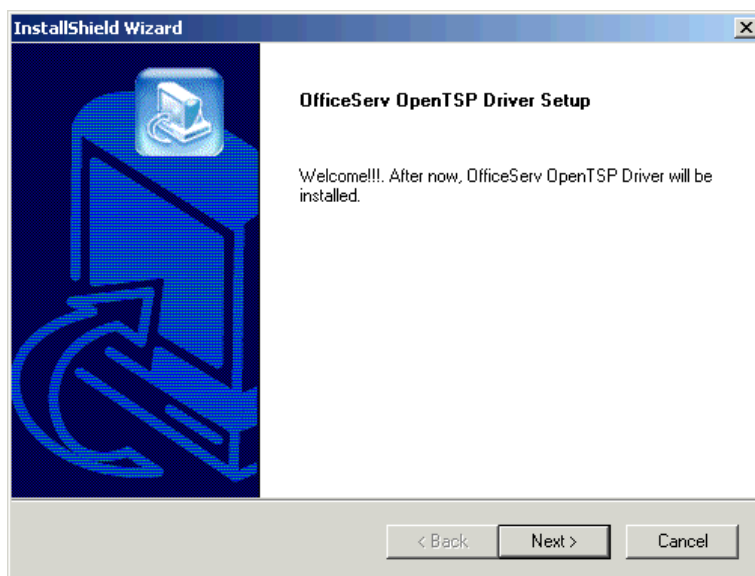 InstallShield Wizard
OfficeServ OpenTSP Driver Setup
Welcome!!!. After now, OfficeServ OpenTSP Driver will be
installed.
< Back
Next >
Cancel